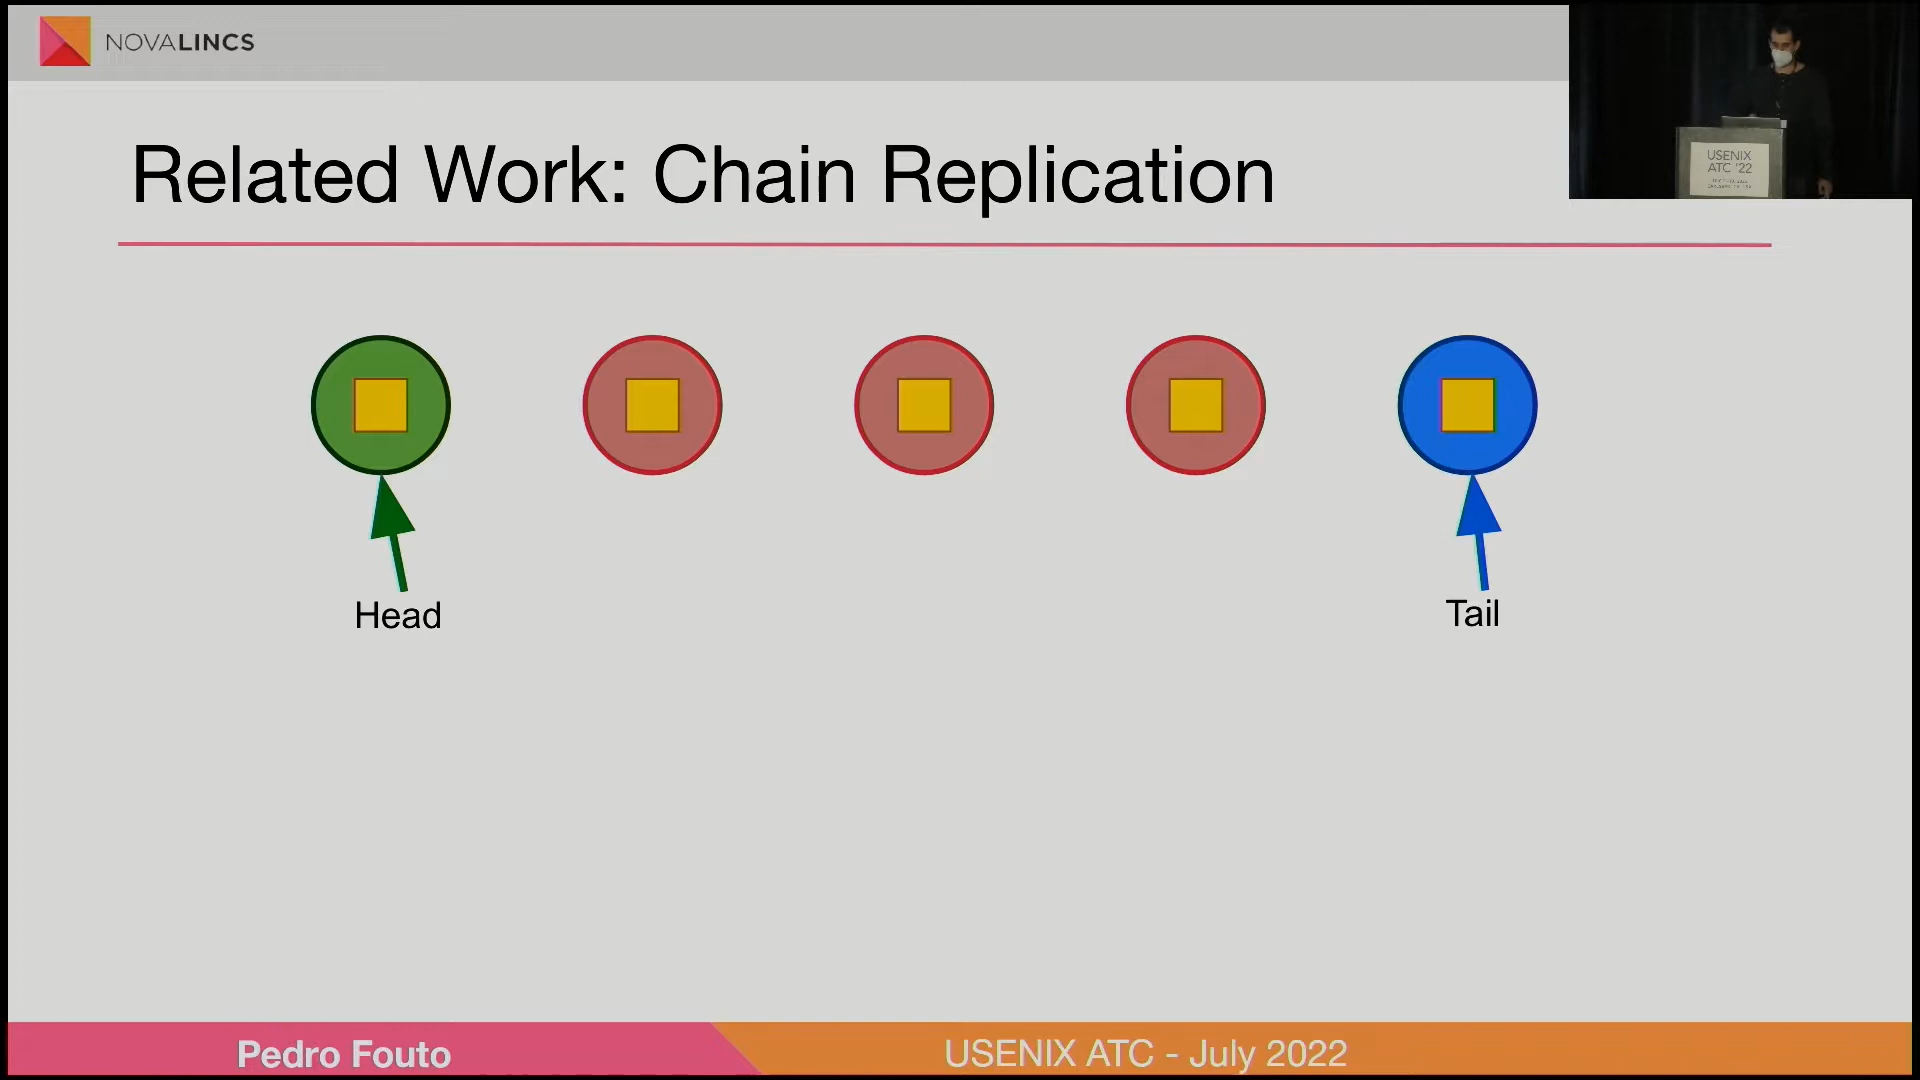 NOVALINCS
USENIX
ATC '22
Related Work: Chain Replication
Head
Tail
Pedro Fouto
USENIX ATC - July 2022